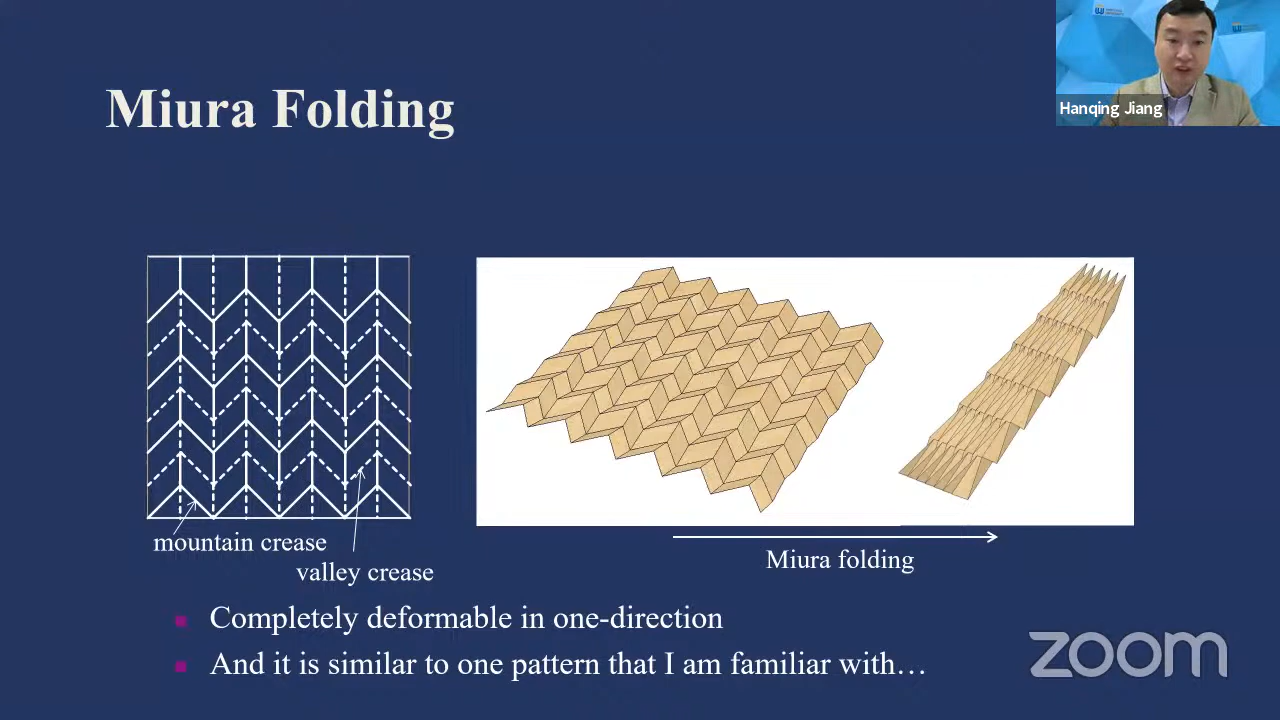 Miura Folding
Hanqing Jiang
mountain crease
valley crease
Miura folding
Completely deformable in one-direction
And it is similar to one pattern that I am familiar with…
zoom